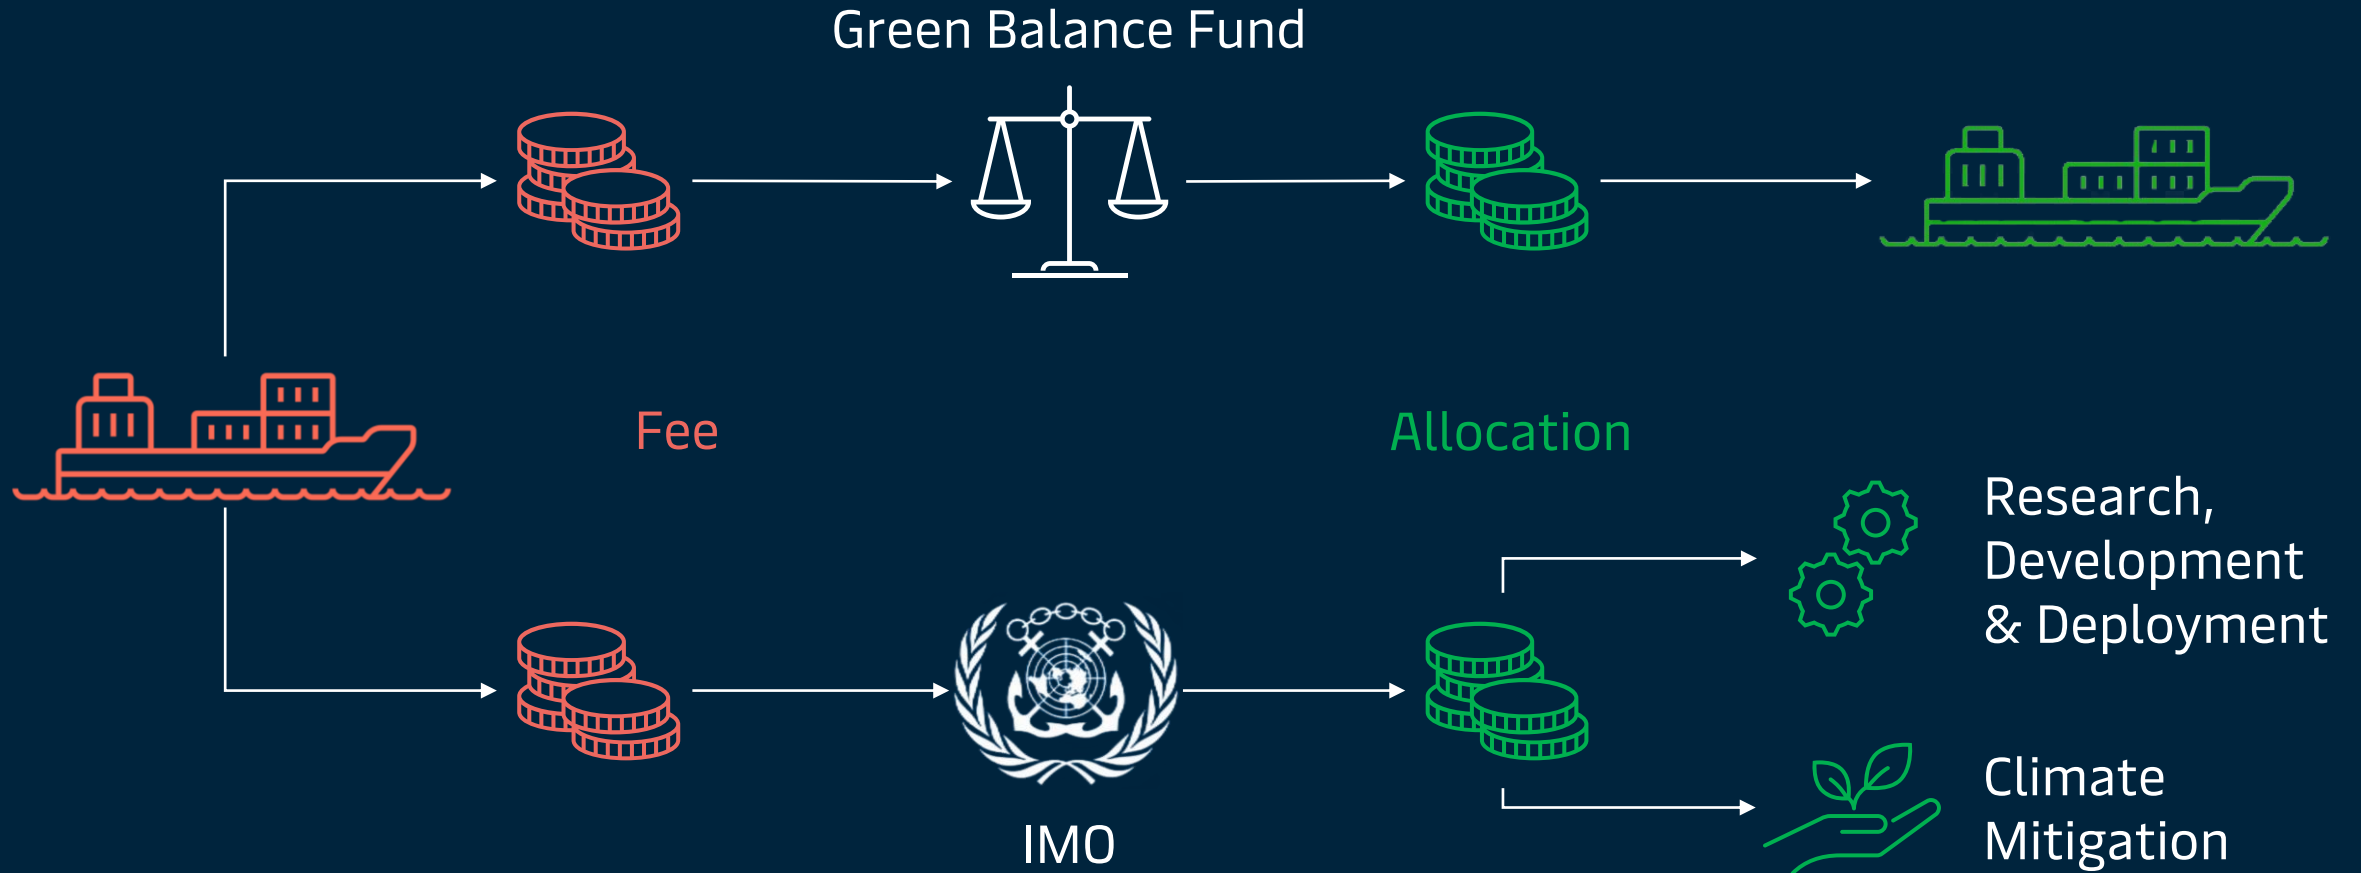 Green Balance Fund
Fee
Allocation
Research,
Development
& Deployment
IMO
Climate
Mitigation